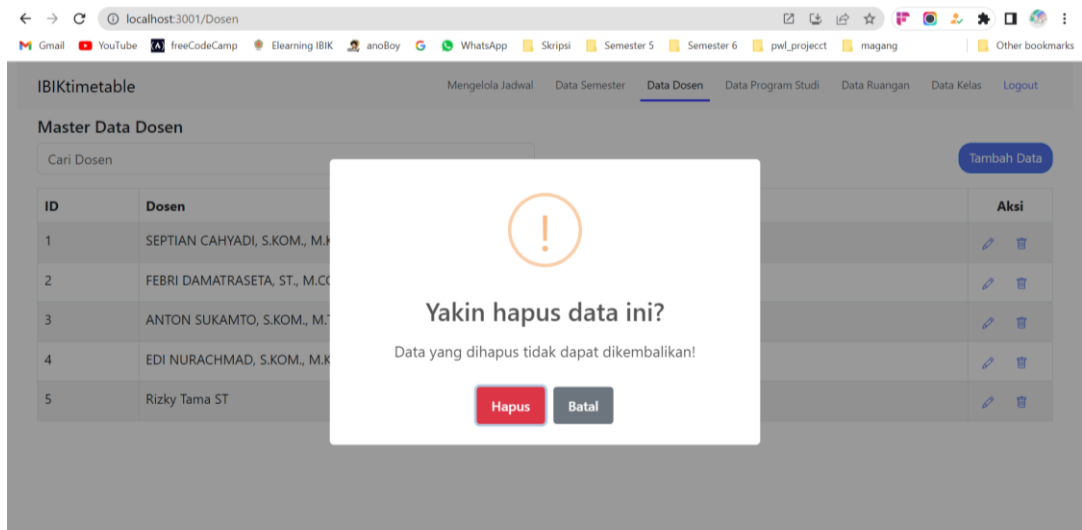 localhost:3001/Dosen
Gmail YouTube freeCodeCamp Elearning IBIK anoBoy WhatsApp Skripsi Semester 5 Semester 6 pwl_projecct magang Other bookmarks
IBIKtimetable Mengelola Jadwal Data Semester Data Dosen Data Program Studi Data Ruangan Data Kelas Logout
Master Data Dosen
Cari Dosen Tambah Data
ID Dosen Aksi
1 SEPTIAN CAHYADI, S.KOM.,
2 FEBRI DAMATRASETA, ST.,
3 ANTON SUKAMTO, S.KOM.,
4 EDI NURACHMAD, S.KOM.,
5 Rizky Tama ST
!
Yakin hapus data ini?
Data yang dihapus tidak dapat dikembalikan!
Hapus Batal